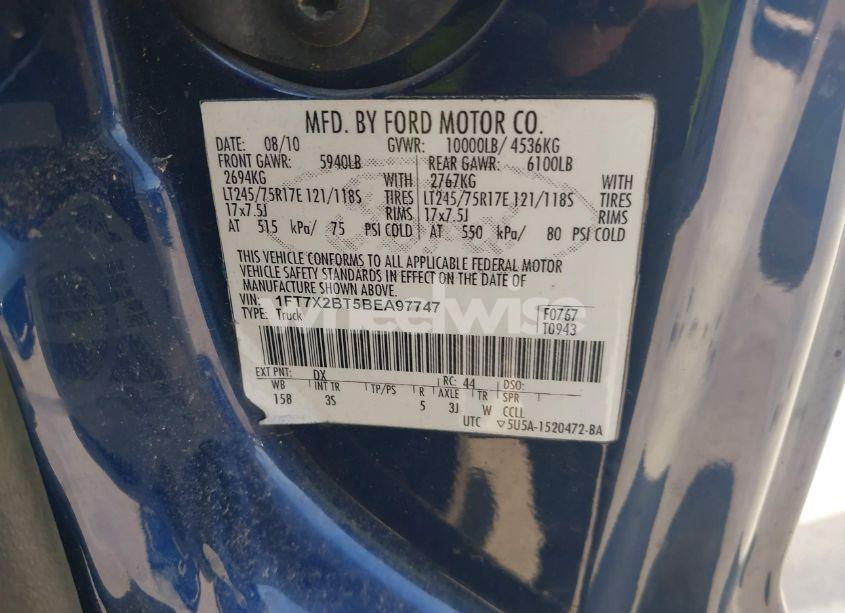 MFD. BY FORD MOTOR CO.
DATE: 08/10 GVWR: 10000LB/ 4536KG
FRONT GAWR: 5940LB REAR GAWR: 6100LB
2694KG WITH 2767KG WITH
LT245/75R17E 121/118S TIRES LT245/75R17E 121/118S TIRES
17x7.5J RIMS 17x7.5J RIMS
AT 515 kPa/ 75 PSI COLD AT 550 kPa/ 80 PSI COLD
THIS VEHICLE CONFORMS TO ALL APPLICABLE FEDERAL MOTOR
VEHICLE SAFETY STANDARDS IN EFFECT ON THE DATE OF
MANUFACTURE SHOWN ABOVE.
VIN: 1FT7X2BT5BEA97747 F0767
TYPE: Truck T0943
wheelwise
EXT PNT: DX RC: 44 DSO:
WB INT TR TP/PS R AXLE TR SPR
158 3S 5 3J W CCLL
UTC ▽5U5A-1520472-BA